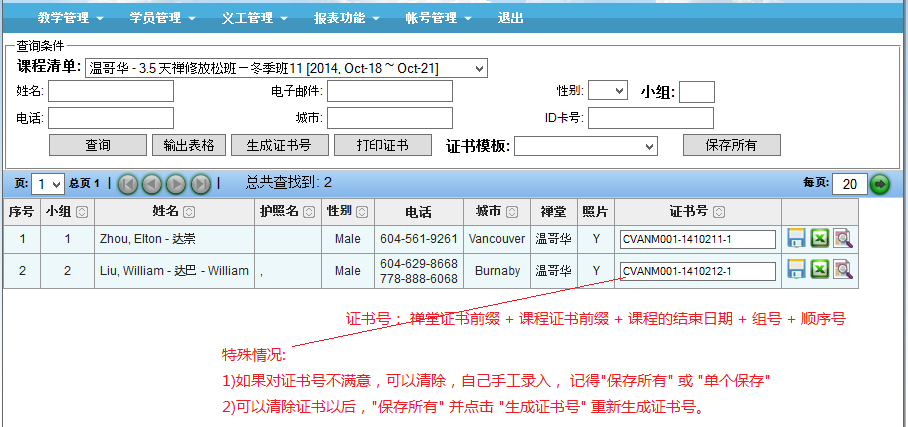 教学管理 学员管理 义工管理 报表功能 帐号管理 退出
查询条件
课程清单: 温哥华 - 3.5 天禅修放松班－冬季班11 [2014, Oct-18 ~ Oct-21]
姓名: 电子邮件: 性别: 小组:
电话: 城市: ID卡号:
查询 输出表格 生成证书号 打印证书 证书模板: 保存所有
页: 1 总页 1 | | 总共查找到: 2 每页: 20
序号 小组 姓名 护照名 性别 电话 城市 禅堂 照片 证书号
1 1 Zhou, Elton - 达崇 Male 604-561-9261 Vancouver 温哥华 Y CVANM001-1410211-1
2 2 Liu, William - 达巴 - William , Male 604-629-8668 Burnaby 温哥华 Y CVANM001-1410212-1
778-888-6068
证书号： 禅堂证书前缀 + 课程证书前缀 + 课程的结束日期 + 组号 + 顺序号
特殊情况:
1)如果对证书号不满意，可以清除，自己手工录入， 记得"保存所有" 或 "单个保存"
2)可以清除证书以后，"保存所有" 并点击 "生成证书号" 重新生成证书号。